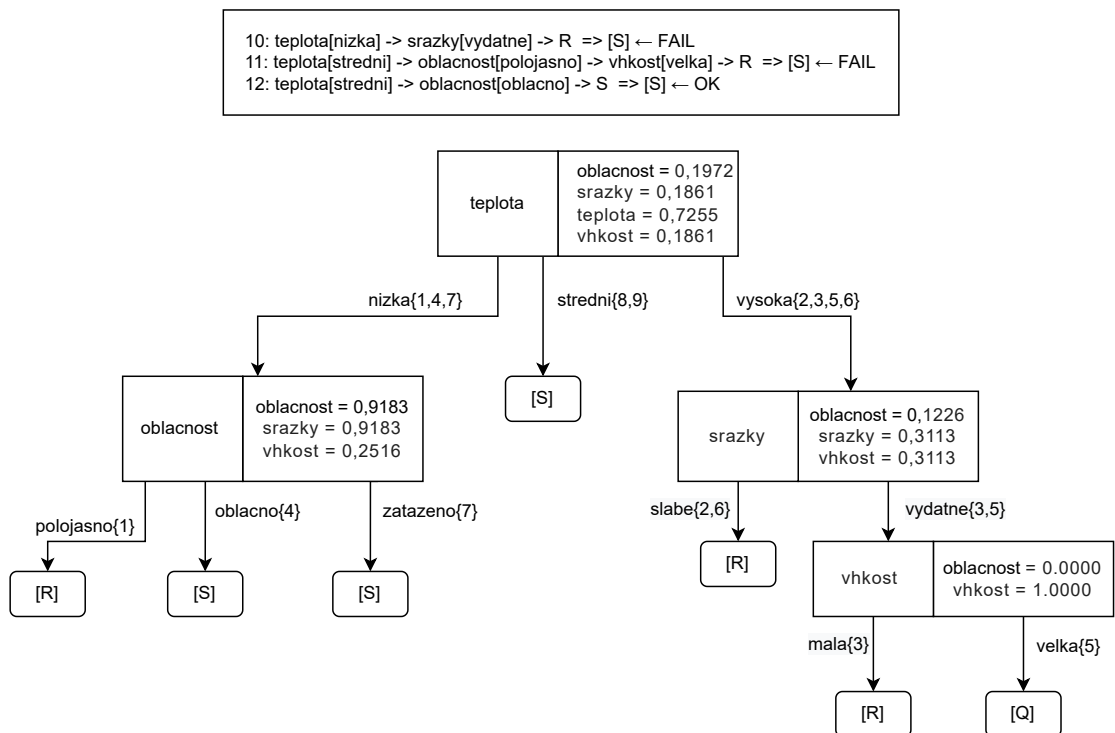 10: teplota[nizka] -> srazky[vydatne] -> R => [S] ← FAIL
11: teplota[stredni] -> oblacnost[polojasno] -> vhkost[velka] -> R => [S] ← FAIL
12: teplota[stredni] -> oblacnost[oblacno] -> S => [S] ← OK
teplota
oblacnost = 0,1972
srazky = 0,1861
teplota = 0,7255
vhkost = 0,1861
nizka{1,4,7}
stredni{8,9}
vysoka{2,3,5,6}
oblacnost
oblacnost = 0,9183
srazky = 0,9183
vhkost = 0,2516
[S]
srazky
oblacnost = 0,1226
srazky = 0,3113
vhkost = 0,3113
polojasno{1}
oblacno{4}
zatazeno{7}
slabe{2,6}
vydatne{3,5}
[R]
[S]
[S]
[R]
vhkost
oblacnost = 0.0000
vhkost = 1.0000
mala{3}
velka{5}
[R]
[Q]